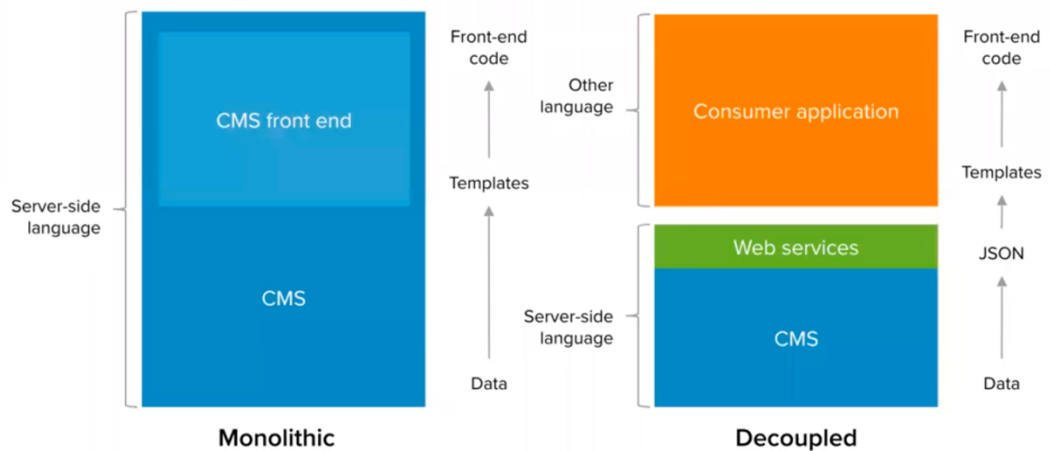 Server-side
language
CMS front end
CMS
Front-end
code
Templates
Data
Monolithic
Other
language
Server-side
language
Consumer application
Web services
CMS
Front-end
code
Templates
JSON
Data
Decoupled